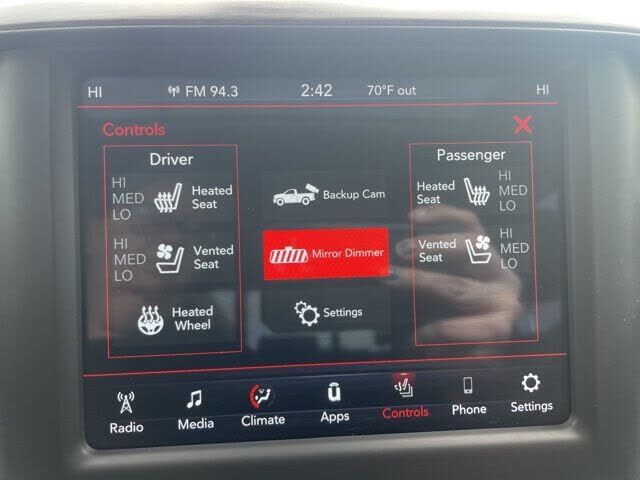 HI FM 94.3 2:42 70°F out HI
Controls
Driver
HI
MED
LO
Heated
Seat
HI
MED
LO
Vented
Seat
Heated
Wheel
Backup Cam
Mirror Dimmer
Settings
Passenger
Heated
Seat
HI
MED
LO
Vented
Seat
HI
MED
LO
Radio Media Climate Apps Controls Phone Settings